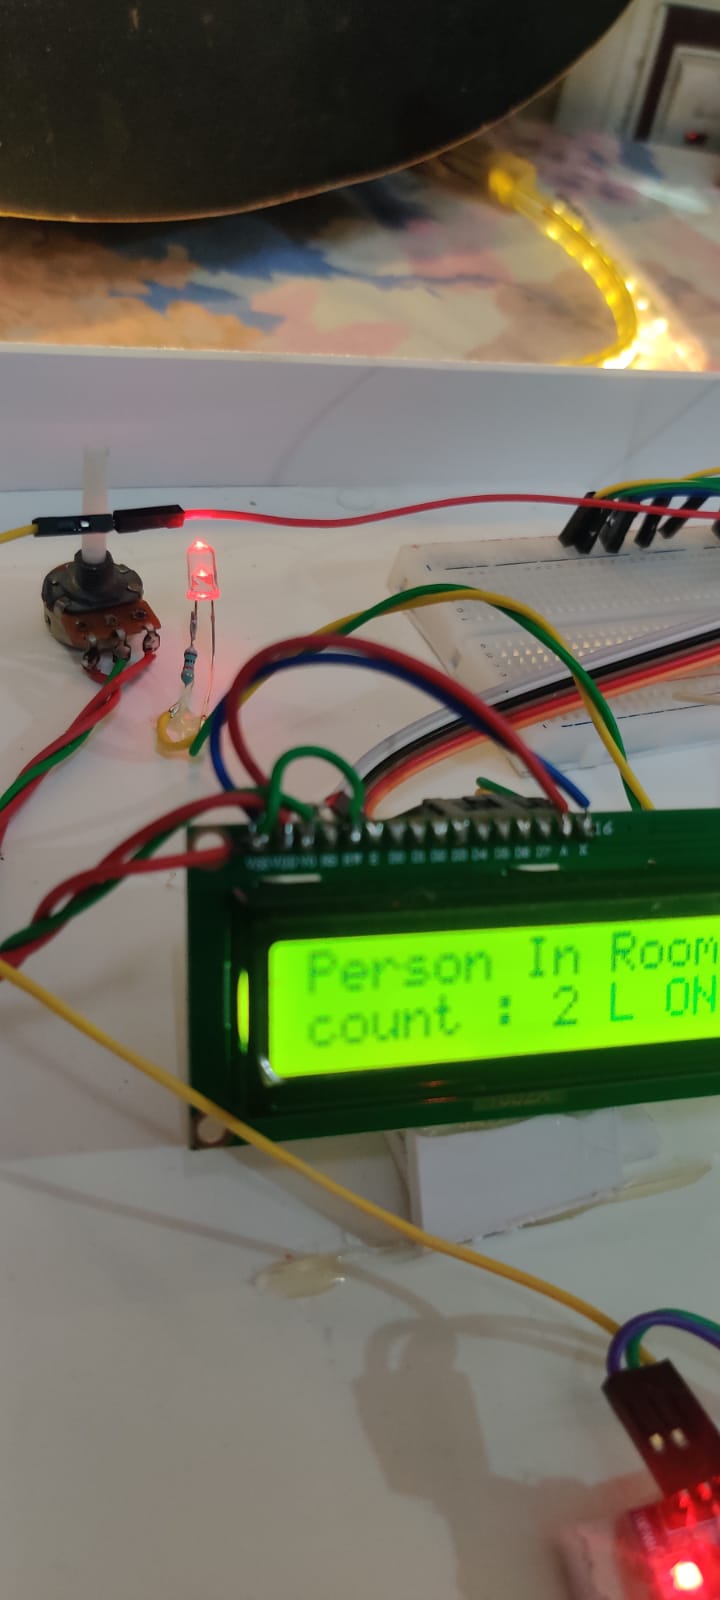 VSS VDD V0 RS RW E D0 D1 D2 D3 D4 D5 D6 D7 A K
16
Person In Room
count : 2 L ON